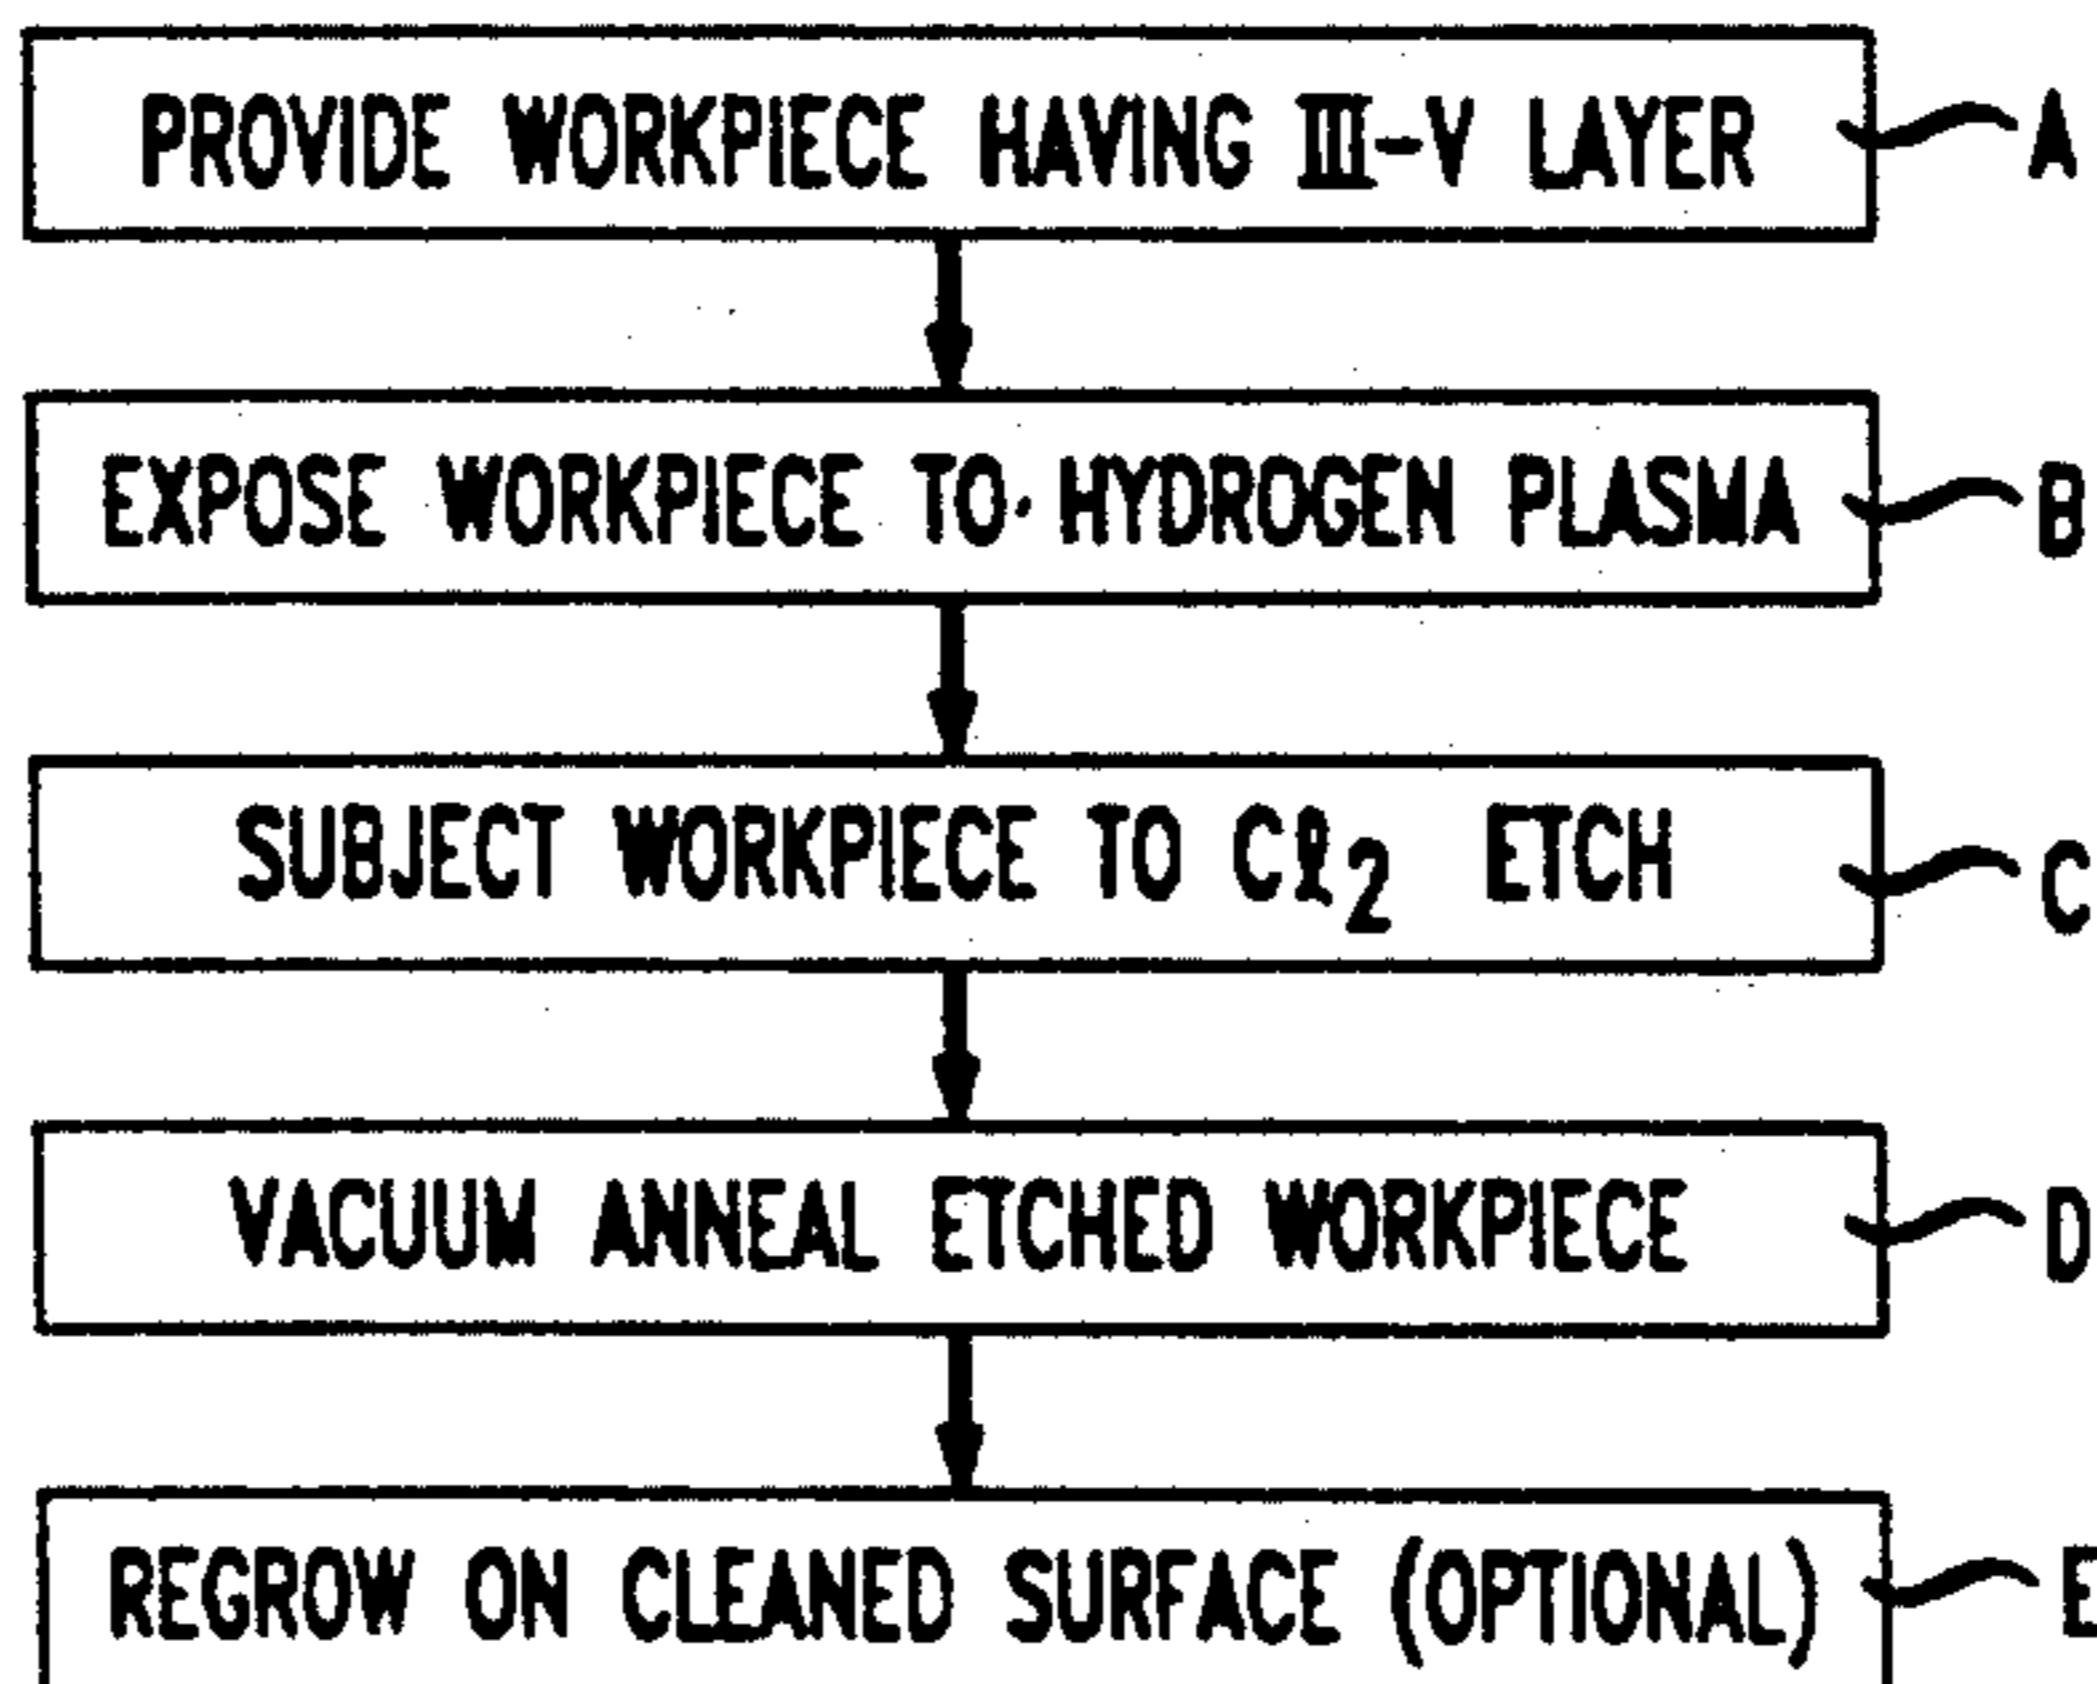 PROVIDE WORKPIECE HAVING III-V LAYER A
EXPOSE WORKPIECE TO HYDROGEN PLASMA B
SUBJECT WORKPIECE TO Cℓ₂ ETCH C
VACUUM ANNEAL ETCHED WORKPIECE D
REGROW ON CLEANED SURFACE (OPTIONAL) E